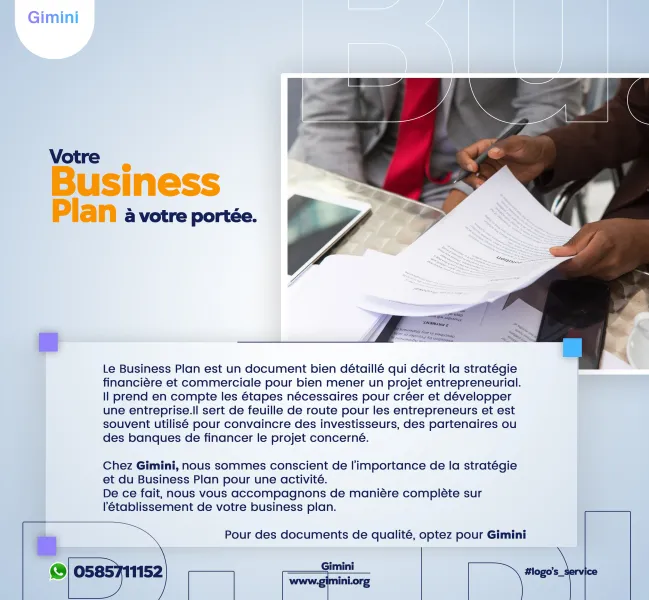 Gimini
Bu.
Votre
Business
Plan à votre portée.
Le Business Plan est un document bien détaillé qui décrit la stratégie
financière et commerciale pour bien mener un projet entrepreneurial.
Il prend en compte les étapes nécessaires pour créer et développer
une entreprise.Il sert de feuille de route pour les entrepreneurs et est
souvent utilisé pour convaincre des investisseurs, des partenaires ou
des banques de financer le projet concerné.
Chez Gimini, nous sommes conscient de l'importance de la stratégie
et du Business Plan pour une activité.
De ce fait, nous vous accompagnons de manière complète sur
l'établissement de votre business plan.
Pour des documents de qualité, optez pour Gimini
0585711152
Gimini
www.gimini.org
#logo's_service